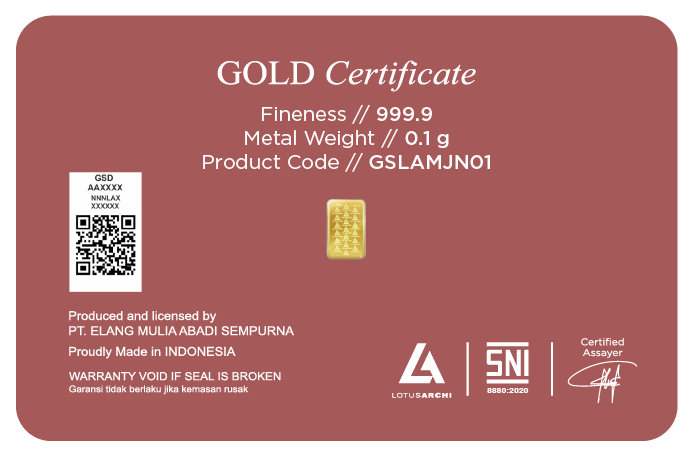 GOLD Certificate
Fineness // 999.9
Metal Weight // 0.1 g
Product Code // GSLAMJN01
GSD
AAXXXX
NNNLAX
XXXXXX
Produced and licensed by
PT. ELANG MULIA ABADI SEMPURNA
Proudly Made in INDONESIA
WARRANTY VOID IF SEAL IS BROKEN
Garansi tidak berlaku jika kemasan rusak
LOTUSARCHI
SNI
8880:2020
Certified
Assayer